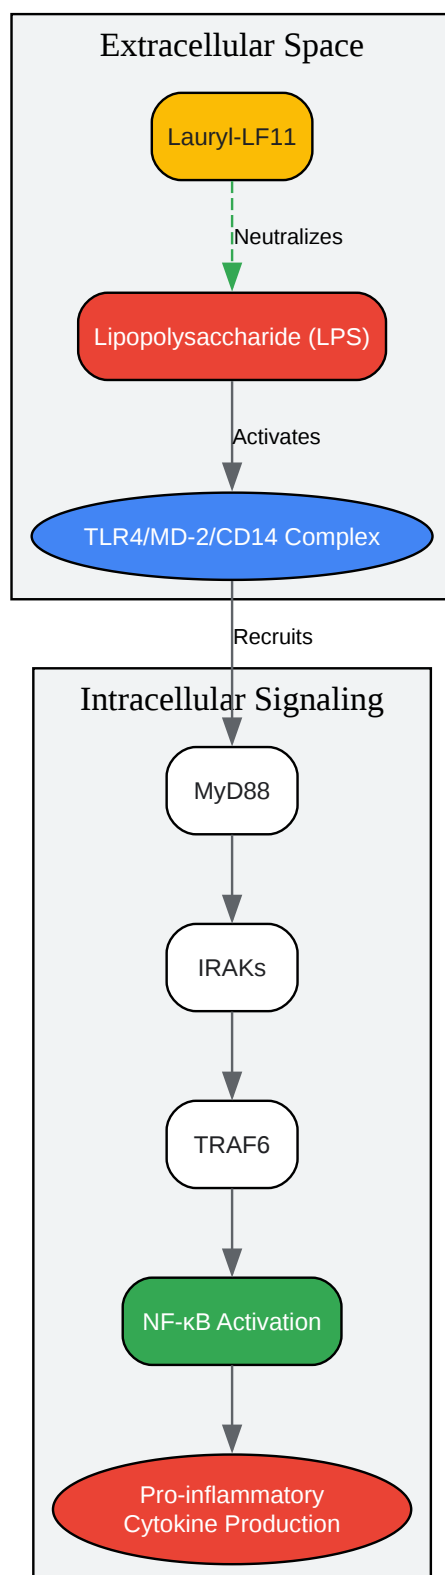 Extracellular Space
Lauryl-LF11
Neutralizes
Lipopolysaccharide (LPS)
Activates
TLR4/MD-2/CD14 Complex
Recruits
Intracellular Signaling
MyD88
IRAKs
TRAF6
NF-κB Activation
Pro-inflammatory
Cytokine Production